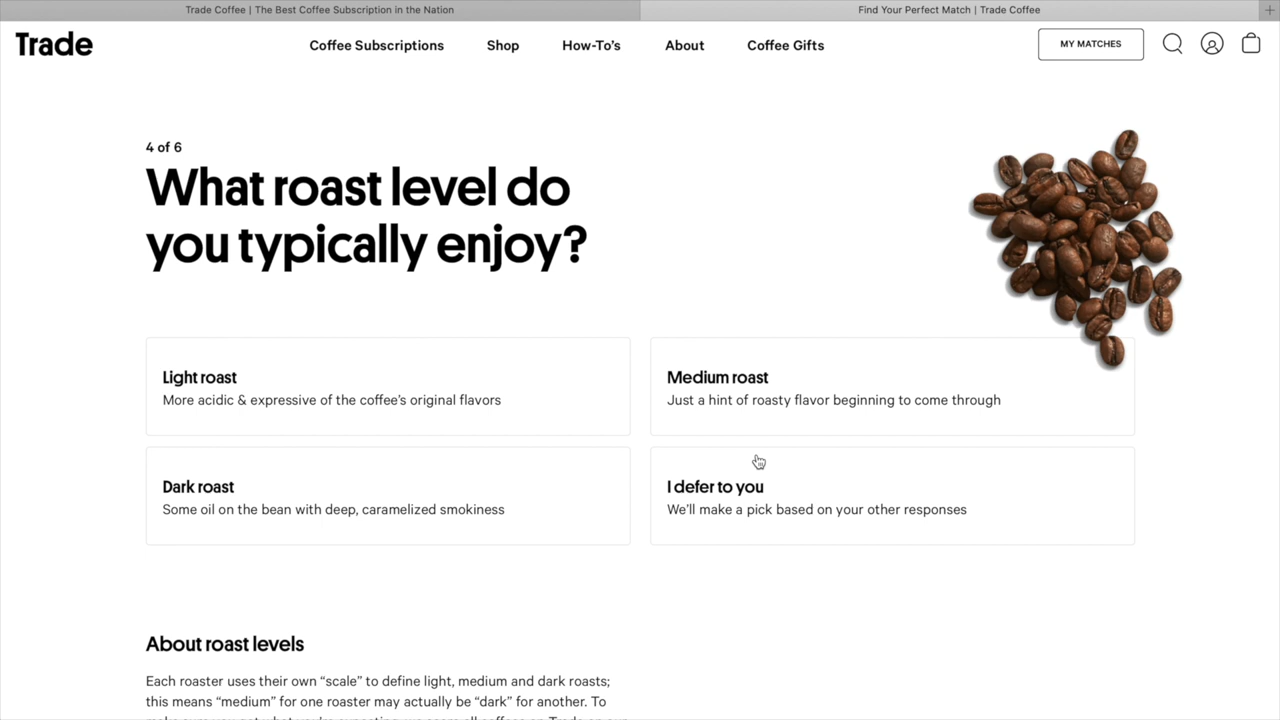 Trade Coffee | The Best Coffee Subscription in the Nation
Find Your Perfect Match | Trade Coffee
Trade
Coffee Subscriptions
Shop
How-To’s
About
Coffee Gifts
MY MATCHES
4 of 6
What roast level do
you typically enjoy?
Light roast
More acidic & expressive of the coffee’s original flavors
Medium roast
Just a hint of roasty flavor beginning to come through
Dark roast
Some oil on the bean with deep, caramelized smokiness
I defer to you
We’ll make a pick based on your other responses
About roast levels
Each roaster uses their own “scale” to define light, medium and dark roasts;
this means “medium” for one roaster may actually be “dark” for another. To